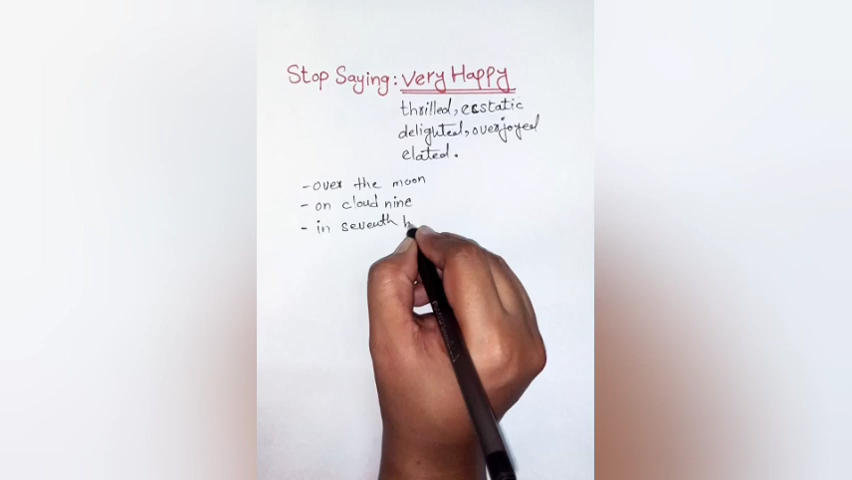 Stop Saying: Very Happy
thrilled, ecstatic
delighted, overjoyed
elated.
- over the moon
- on cloud nine
- in seventh h